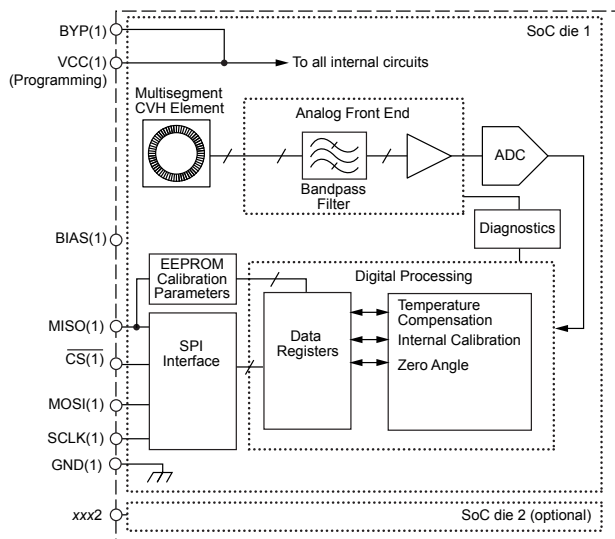 BYP(1)
SoC die 1
VCC(1)
(Programming)
To all internal circuits
Multisegment
CVH Element
Analog Front End
Bandpass
Filter
ADC
Diagnostics
BIAS(1)
EEPROM
Calibration
Parameters
Digital Processing
MISO(1)
SPI
Interface
Data
Registers
Temperature
Compensation
Internal Calibration
Zero Angle
CS(1)
MOSI(1)
SCLK(1)
GND(1)
xxx2
SoC die 2 (optional)